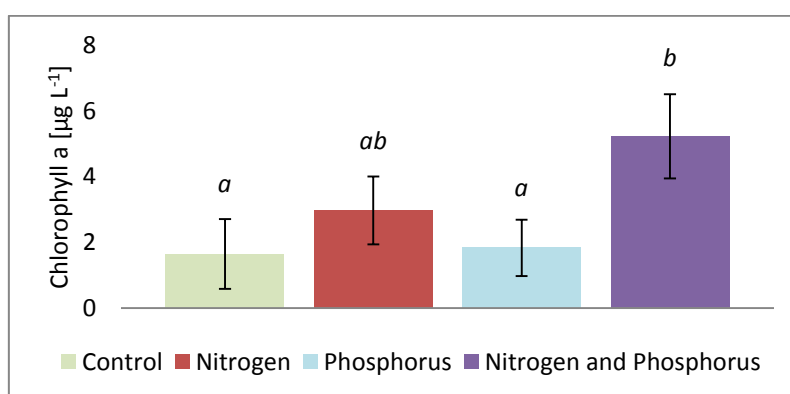 8
6
4
2
0
Chlorophyll a [µg L⁻¹]
a
ab
a
b
Control Nitrogen Phosphorus Nitrogen and Phosphorus